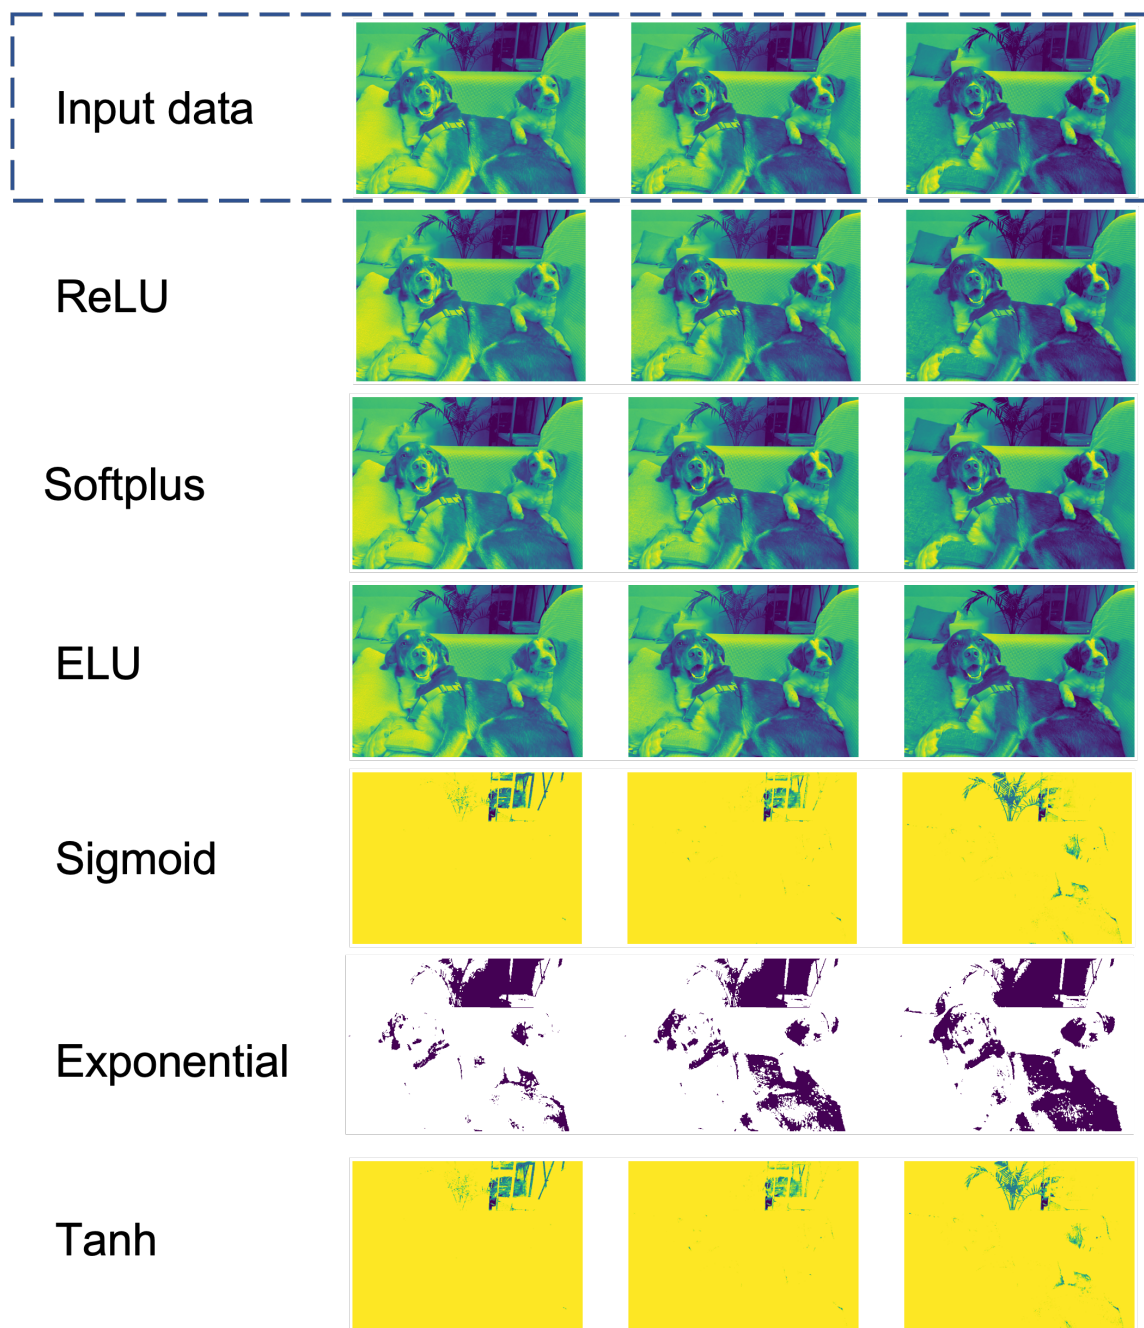 Input data
ReLU
Softplus
ELU
Sigmoid
Exponential
Tanh